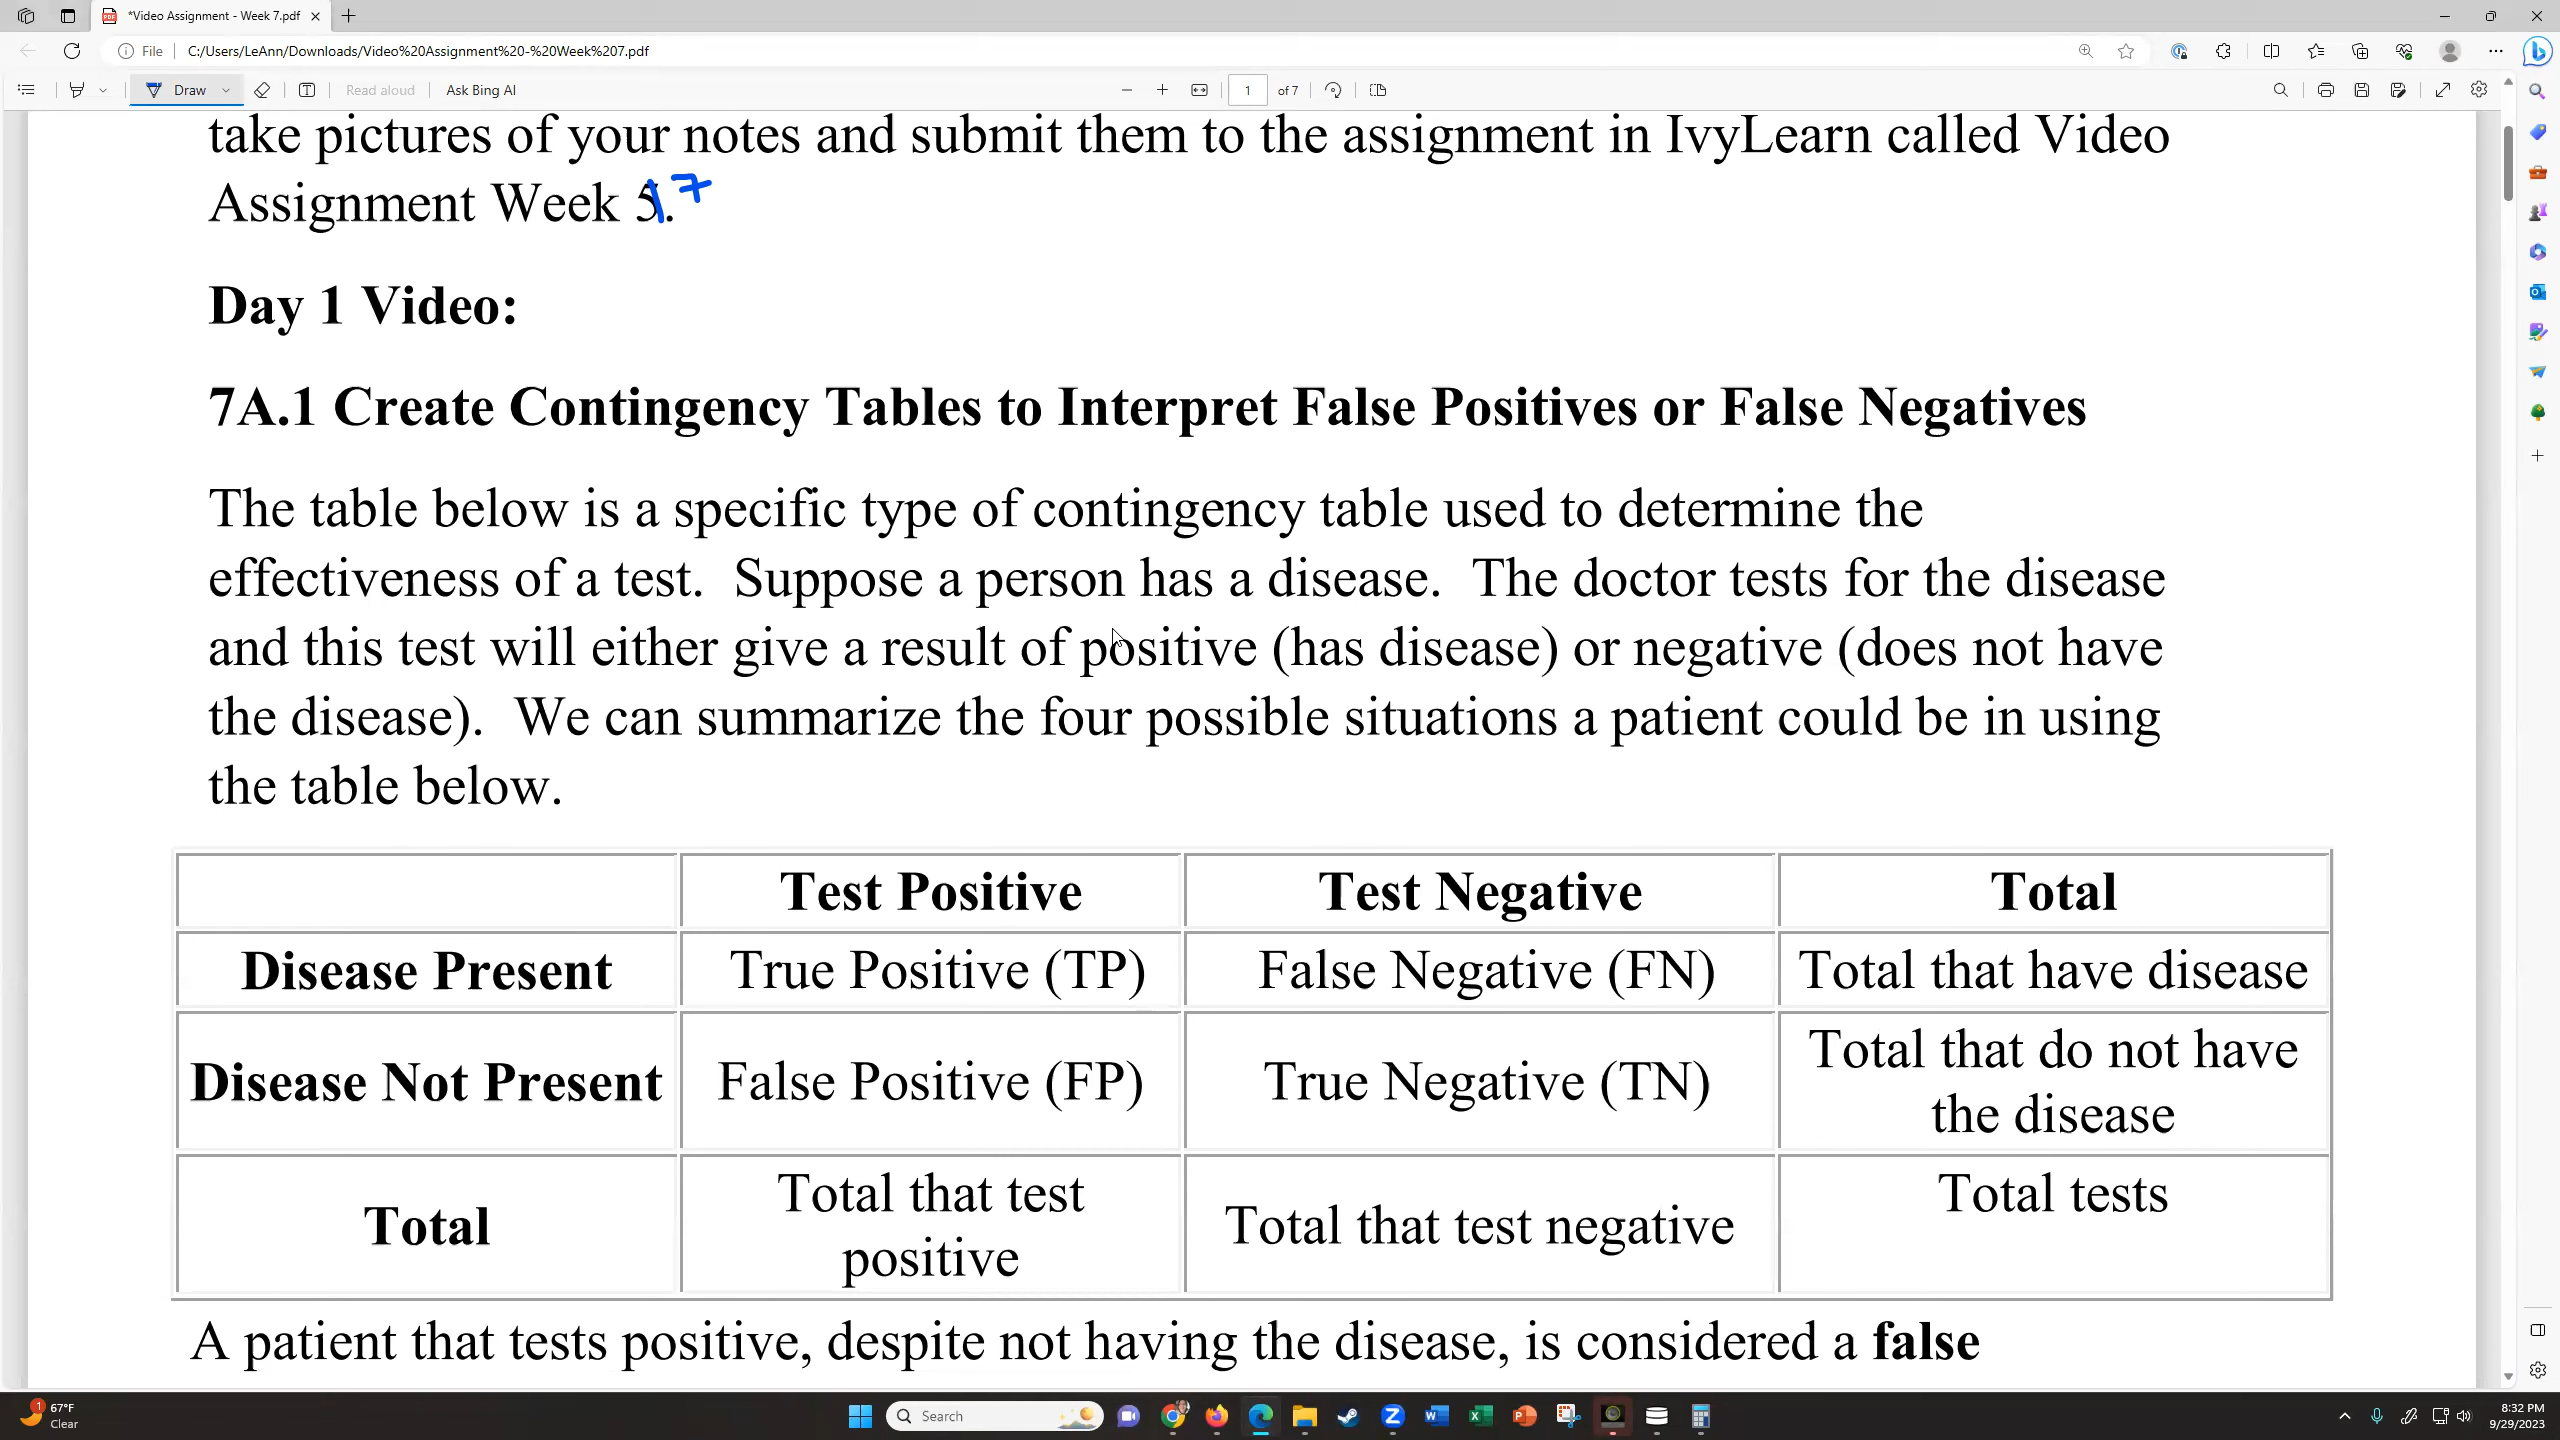 *Video Assignment - Week 7.pdf
File C:/Users/LeAnn/Downloads/Video%20Assignment%20-%20Week%207.pdf
Draw Read aloud Ask Bing AI 1 of 7
take pictures of your notes and submit them to the assignment in IvyLearn called Video
Assignment Week 5. 7
Day 1 Video:
7A.1 Create Contingency Tables to Interpret False Positives or False Negatives
The table below is a specific type of contingency table used to determine the
effectiveness of a test. Suppose a person has a disease. The doctor tests for the disease
and this test will either give a result of positive (has disease) or negative (does not have
the disease). We can summarize the four possible situations a patient could be in using
the table below.
Test Positive Test Negative Total
Disease Present True Positive (TP) False Negative (FN) Total that have disease
Disease Not Present False Positive (FP) True Negative (TN) Total that do not have
the disease
Total Total that test
positive Total that test negative Total tests
A patient that tests positive, despite not having the disease, is considered a false
1 67°F
Clear
Search
8:32 PM
9/29/2023